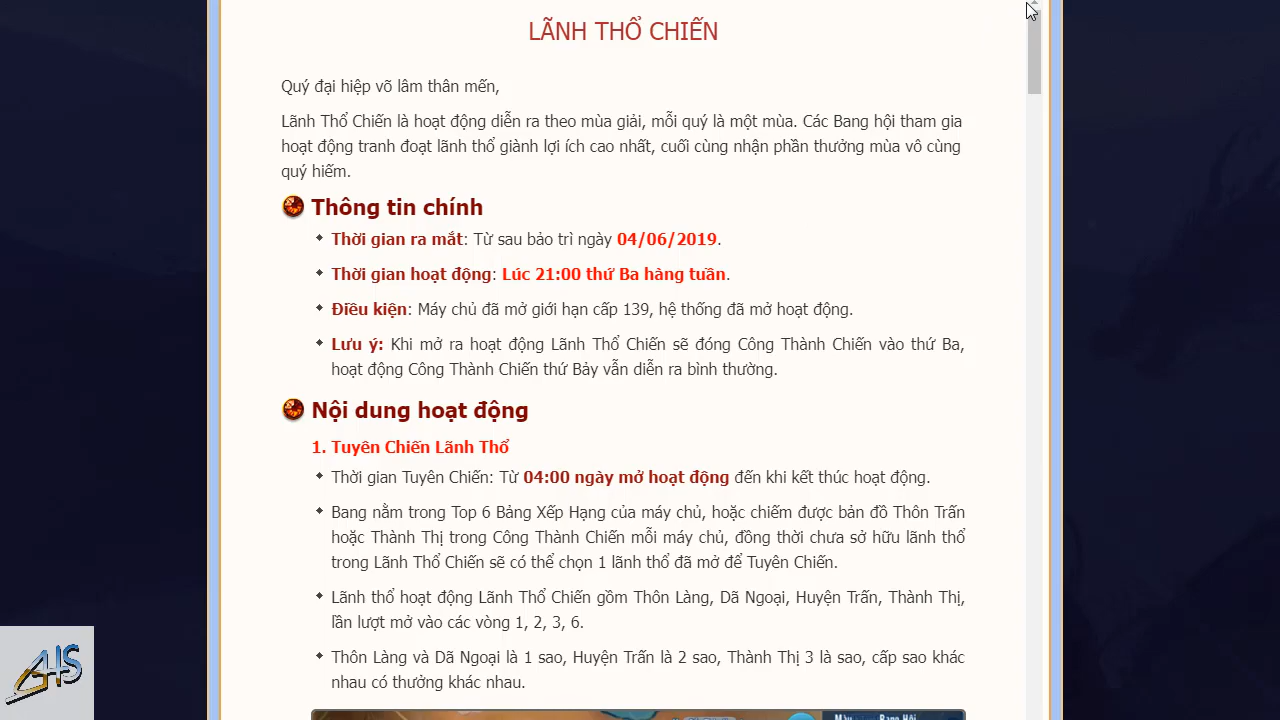 LÃNH THỔ CHIẾN
Quý đại hiệp võ lâm thân mến,
Lãnh Thổ Chiến là hoạt động diễn ra theo mùa giải, mỗi quý là một mùa. Các Bang hội tham gia
hoạt động tranh đoạt lãnh thổ giành lợi ích cao nhất, cuối cùng nhận phần thưởng mùa vô cùng
quý hiếm.
Thông tin chính
Thời gian ra mắt: Từ sau bảo trì ngày 04/06/2019.
Thời gian hoạt động: Lúc 21:00 thứ Ba hàng tuần.
Điều kiện: Máy chủ đã mở giới hạn cấp 139, hệ thống đã mở hoạt động.
Lưu ý: Khi mở ra hoạt động Lãnh Thổ Chiến sẽ đóng Công Thành Chiến vào thứ Ba,
hoạt động Công Thành Chiến thứ Bảy vẫn diễn ra bình thường.
Nội dung hoạt động
1. Tuyên Chiến Lãnh Thổ
Thời gian Tuyên Chiến: Từ 04:00 ngày mở hoạt động đến khi kết thúc hoạt động.
Bang nằm trong Top 6 Bảng Xếp Hạng của máy chủ, hoặc chiếm được bản đồ Thôn Trấn
hoặc Thành Thị trong Công Thành Chiến mỗi máy chủ, đồng thời chưa sở hữu lãnh thổ
trong Lãnh Thổ Chiến sẽ có thể chọn 1 lãnh thổ đã mở để Tuyên Chiến.
Lãnh thổ hoạt động Lãnh Thổ Chiến gồm Thôn Làng, Dã Ngoại, Huyện Trấn, Thành Thị,
lần lượt mở vào các vòng 1, 2, 3, 6.
Thôn Làng và Dã Ngoại là 1 sao, Huyện Trấn là 2 sao, Thành Thị 3 là sao, cấp sao khác
nhau có thưởng khác nhau.
Bang Hội